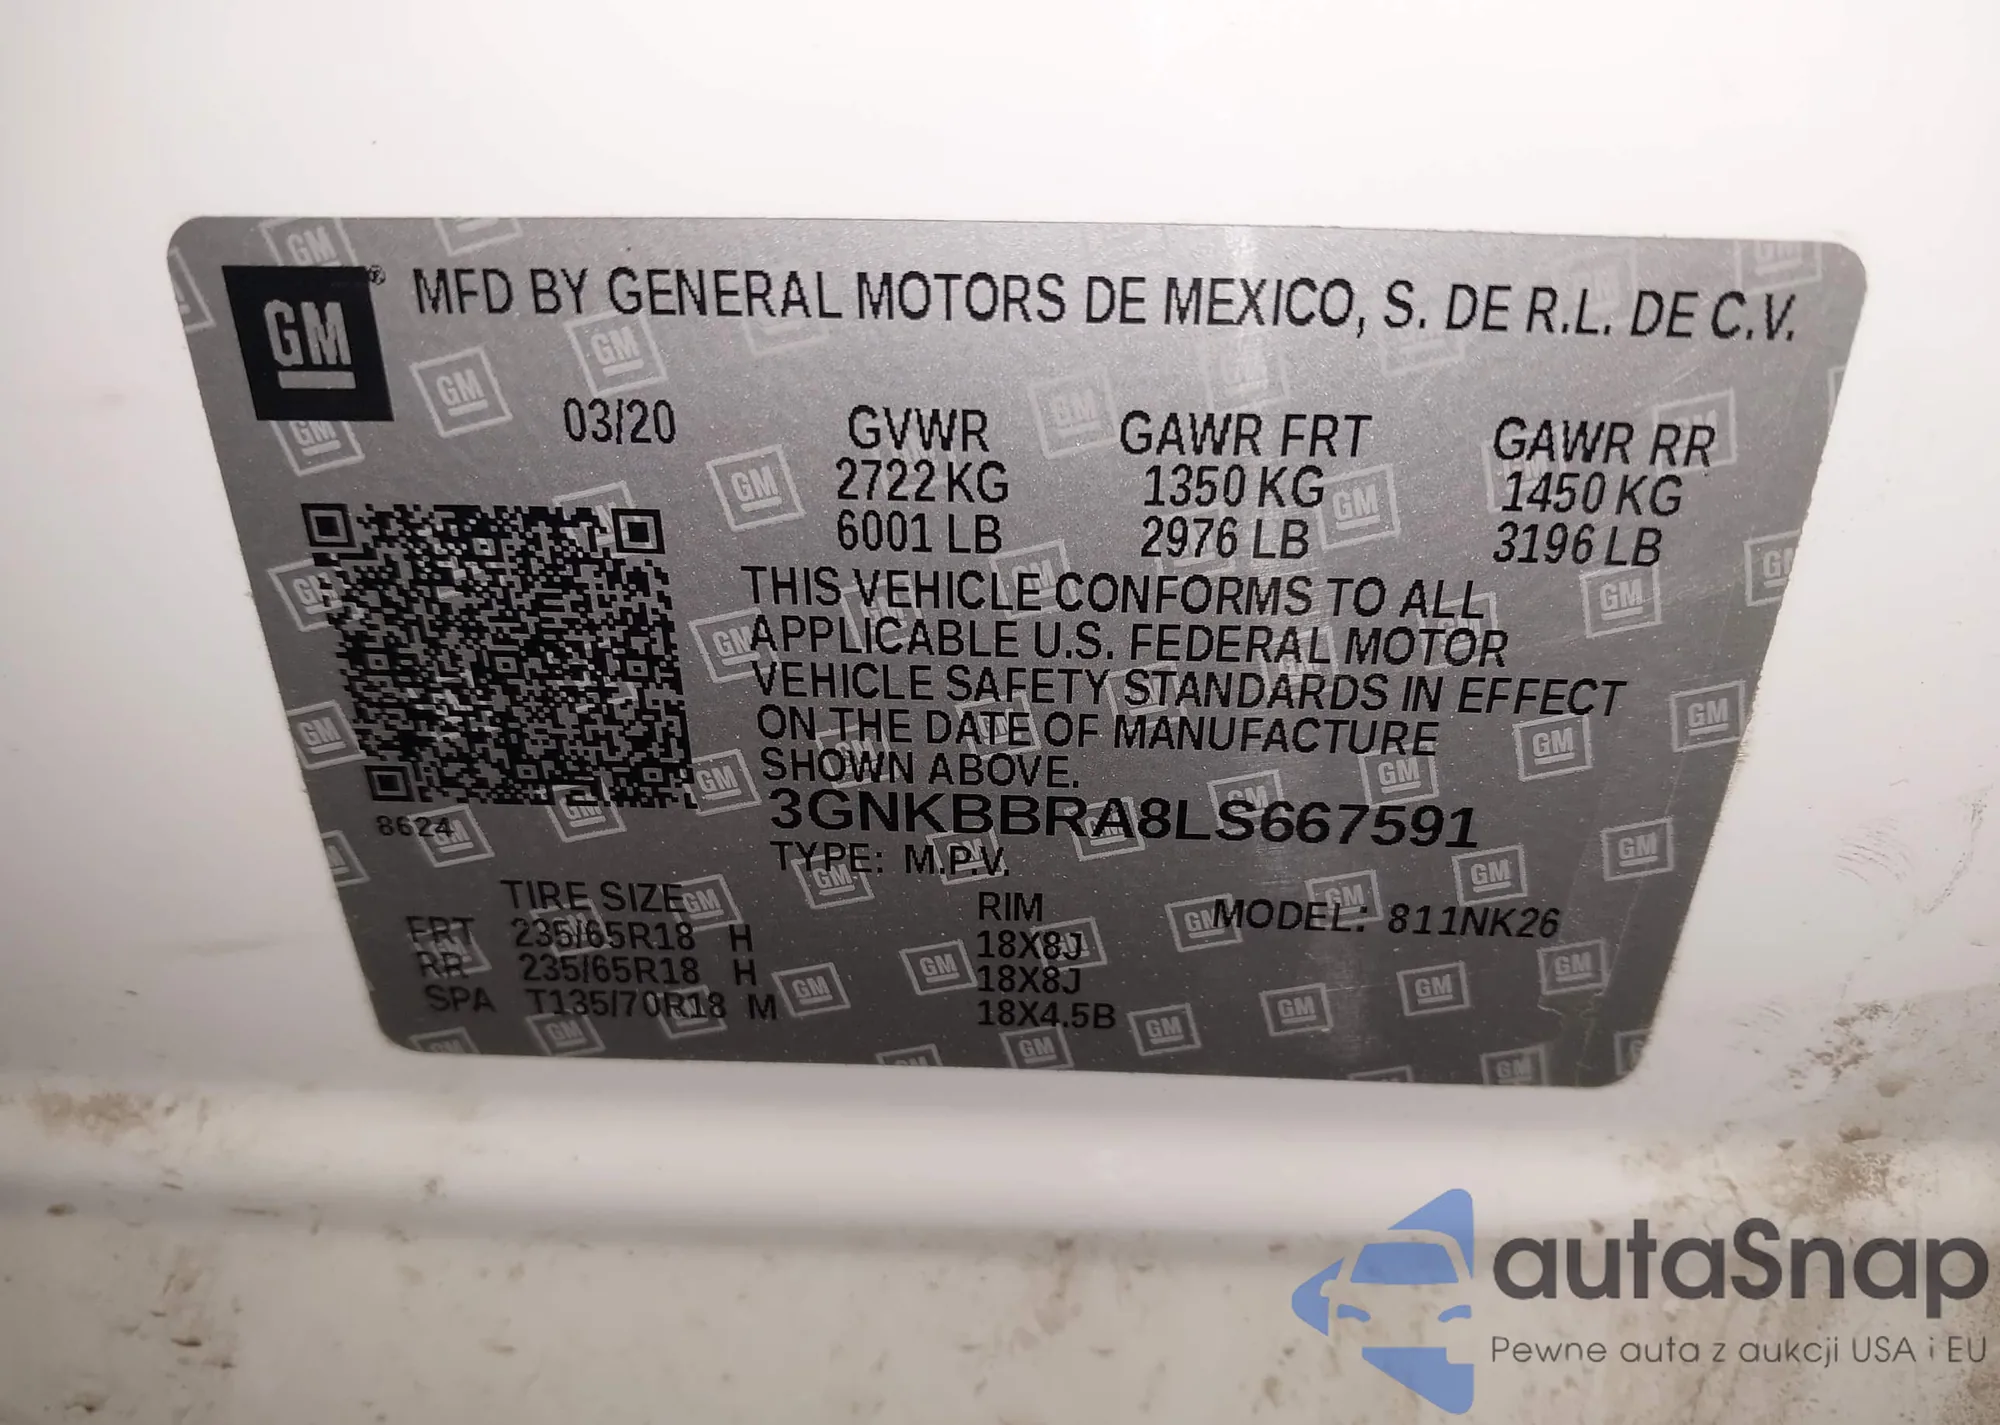 GM ® MFD BY GENERAL MOTORS DE MEXICO, S. DE R.L. DE C.V.
03/20 GVWR GAWR FRT GAWR RR
2722 KG 1350 KG 1450 KG
6001 LB 2976 LB 3196 LB
THIS VEHICLE CONFORMS TO ALL
APPLICABLE U.S. FEDERAL MOTOR
VEHICLE SAFETY STANDARDS IN EFFECT
ON THE DATE OF MANUFACTURE
SHOWN ABOVE.
8624 3GNKBBRA8LS667591
TYPE: M.P.V.
TIRE SIZE RIM MODEL: 811NK26
FRT 235/65R18 H 18X8J
RR 235/65R18 H 18X8J
SPA T135/70R18 M 18X4.5B
autaSnap
Pewne auta z aukcji USA i EU